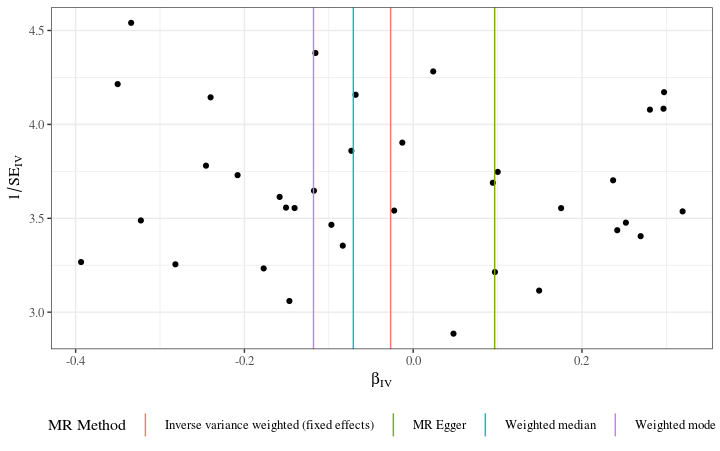 1/SE_IV
4.5
4.0
3.5
3.0
-0.4 -0.2 0.0 0.2
β_IV
MR Method Inverse variance weighted (fixed effects) MR Egger Weighted median Weighted mode